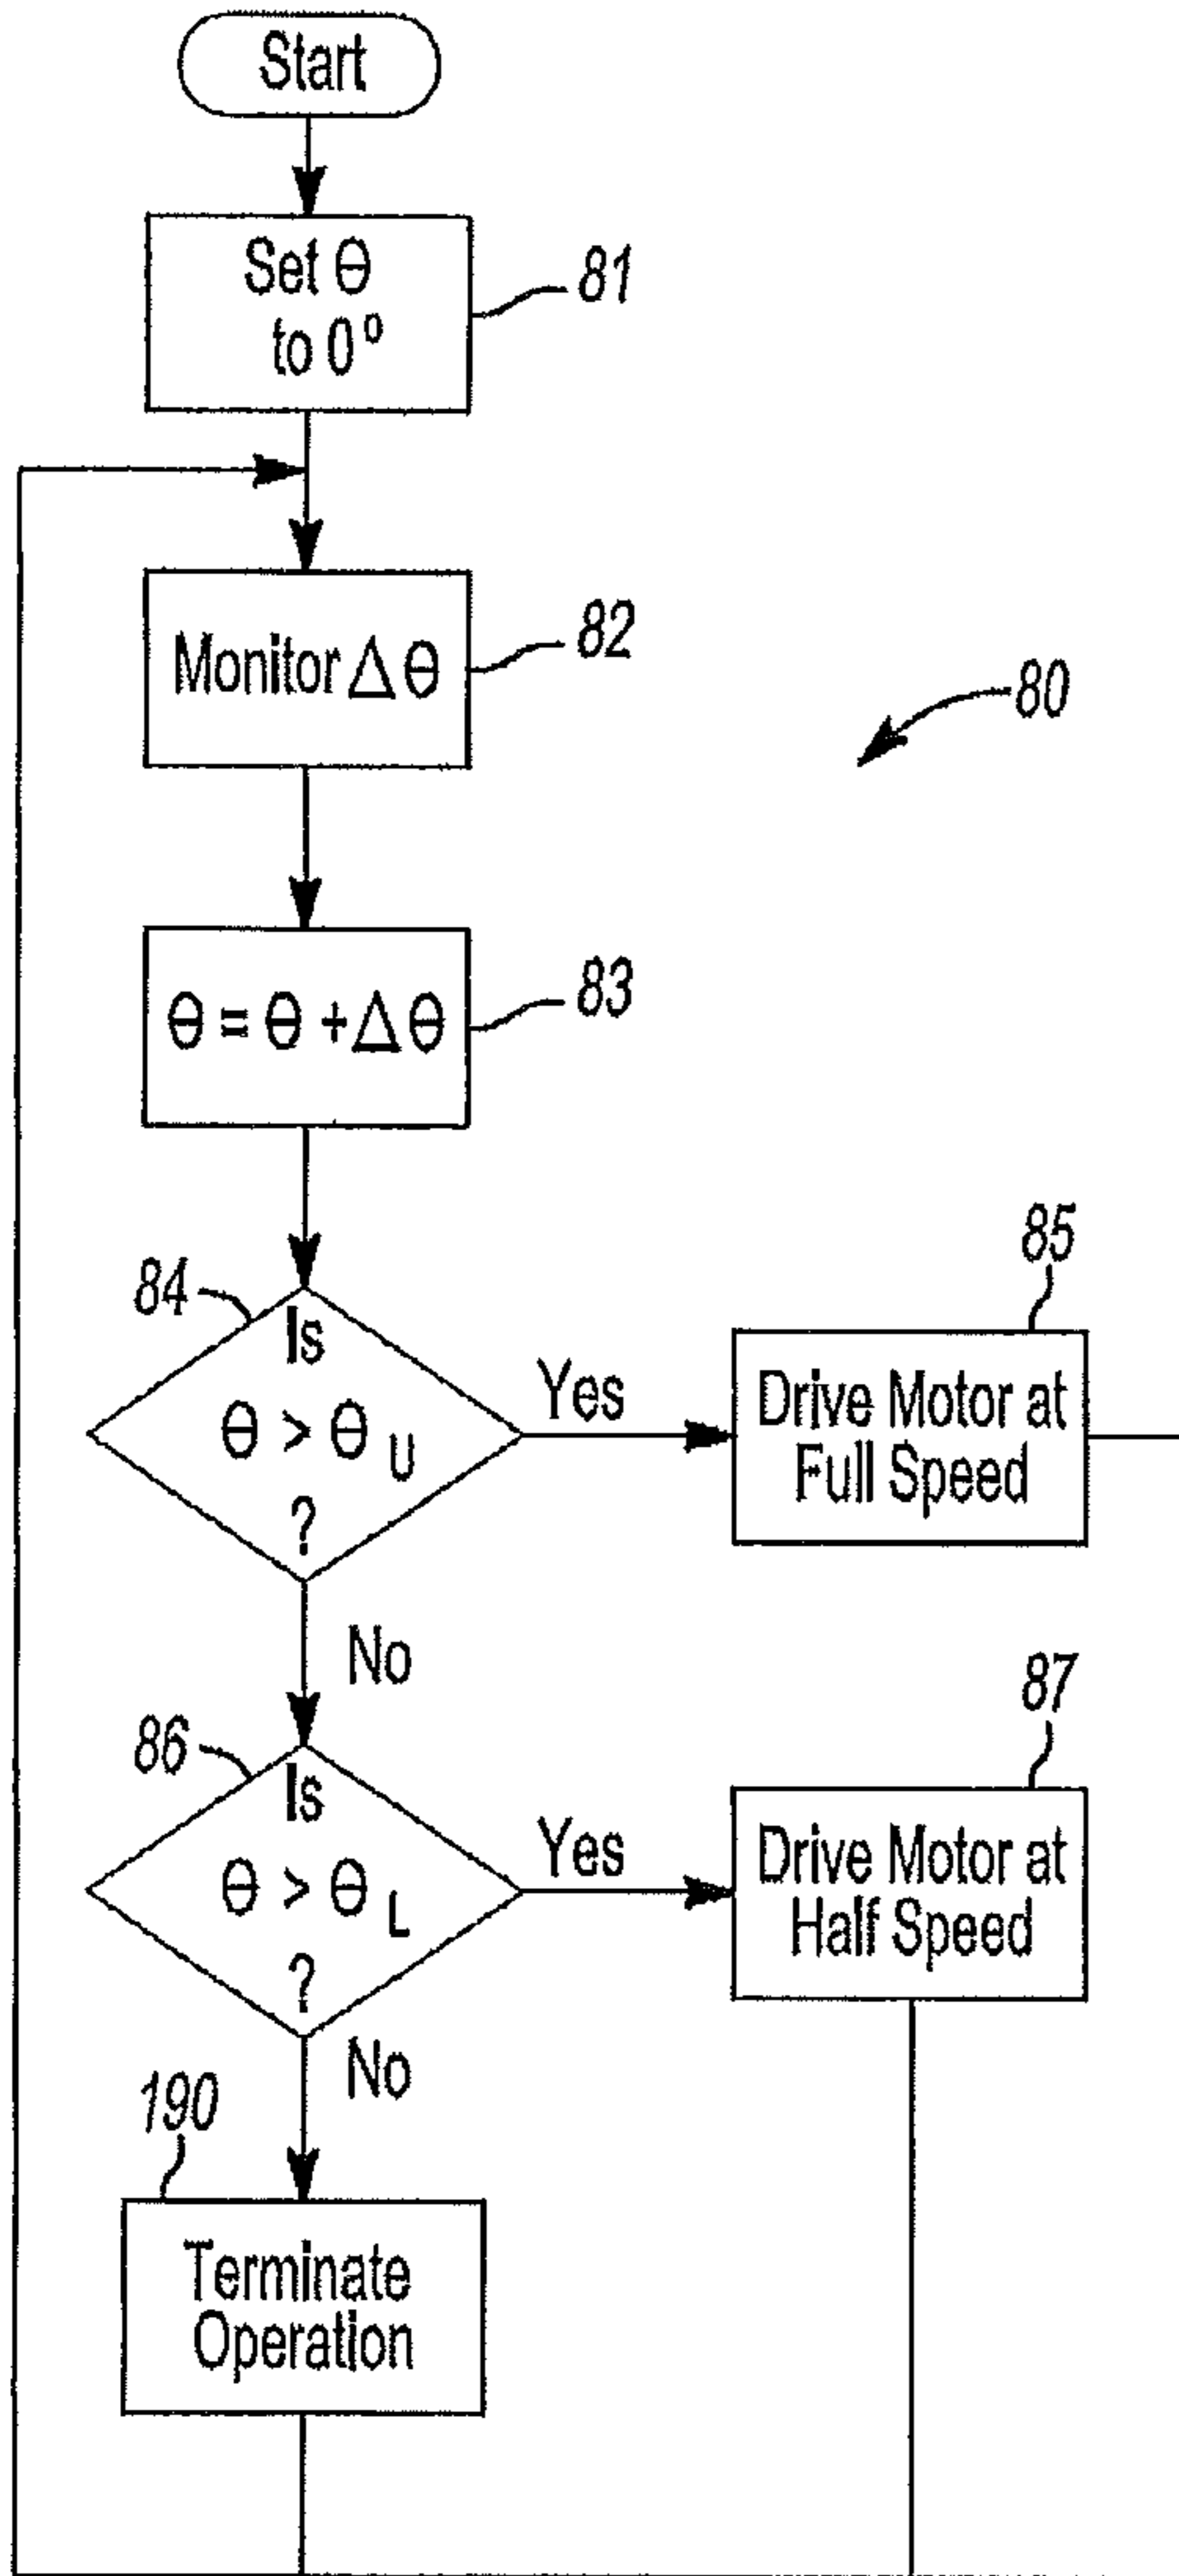 Start
Set θ
to 0°
81
Monitor Δθ
82
80
θ = θ + Δθ
83
84
Is
θ > θ U
?
Yes
85
Drive Motor at
Full Speed
No
86
Is
θ > θ L
?
Yes
87
Drive Motor at
Half Speed
No
190
Terminate
Operation